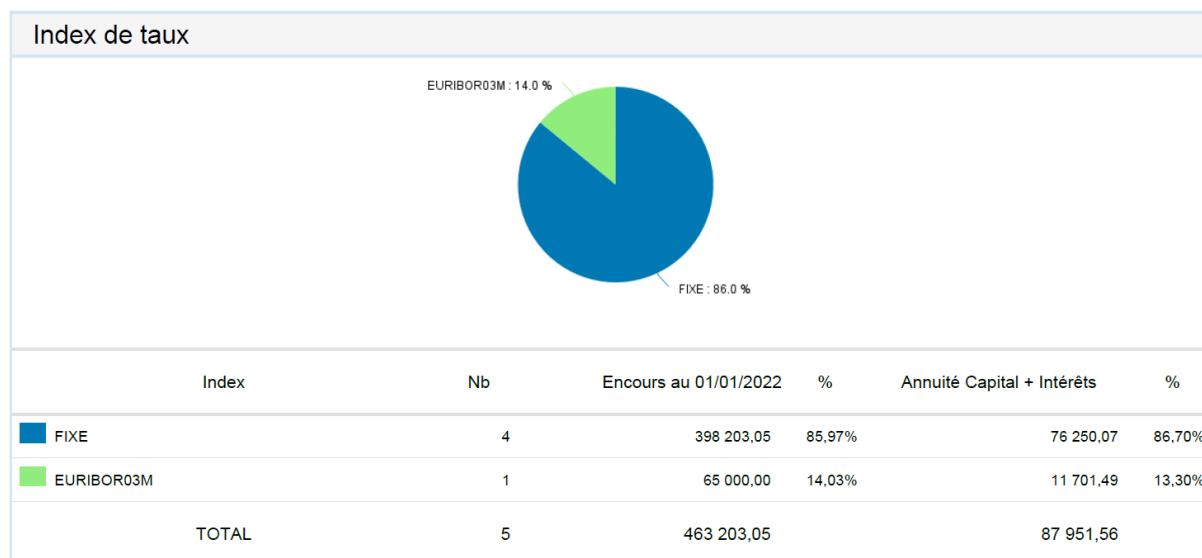 Index de taux
EURIBOR03M : 14.0 %
FIXE : 86.0 %
Index Nb Encours au 01/01/2022 % Annuité Capital + Intérêts %
FIXE 4 398 203,05 85,97% 76 250,07 86,70%
EURIBOR03M 1 65 000,00 14,03% 11 701,49 13,30%
TOTAL 5 463 203,05 87 951,56